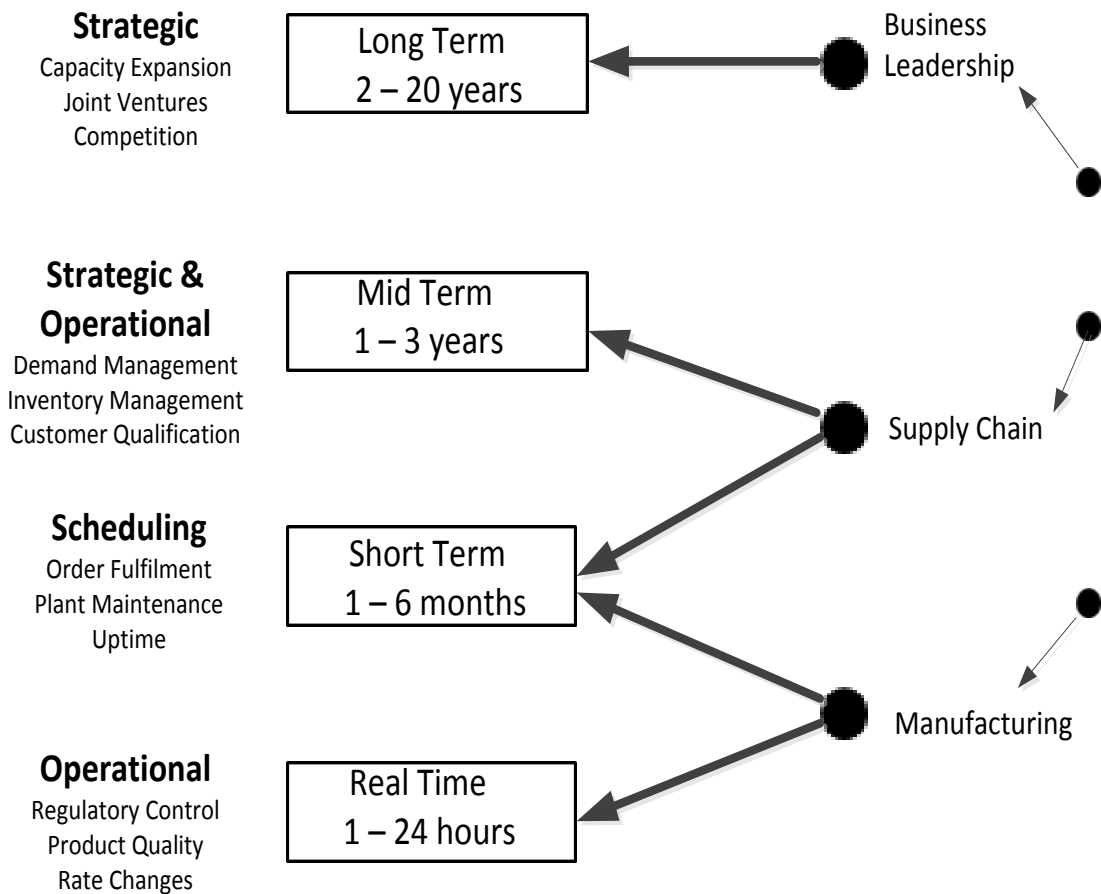 Strategic
Capacity Expansion
Joint Ventures
Competition
Long Term
2 – 20 years
Business
Leadership
Strategic &
Operational
Demand Management
Inventory Management
Customer Qualification
Mid Term
1 – 3 years
Supply Chain
Scheduling
Order Fulfilment
Plant Maintenance
Uptime
Short Term
1 – 6 months
Manufacturing
Operational
Regulatory Control
Product Quality
Rate Changes
Real Time
1 – 24 hours